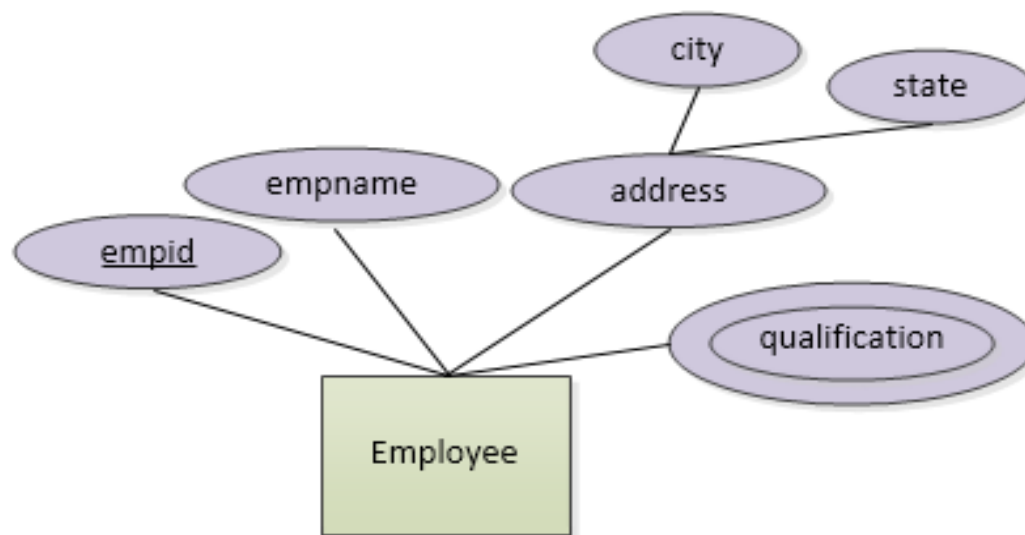 city
state
empname
address
empid
qualification
Employee